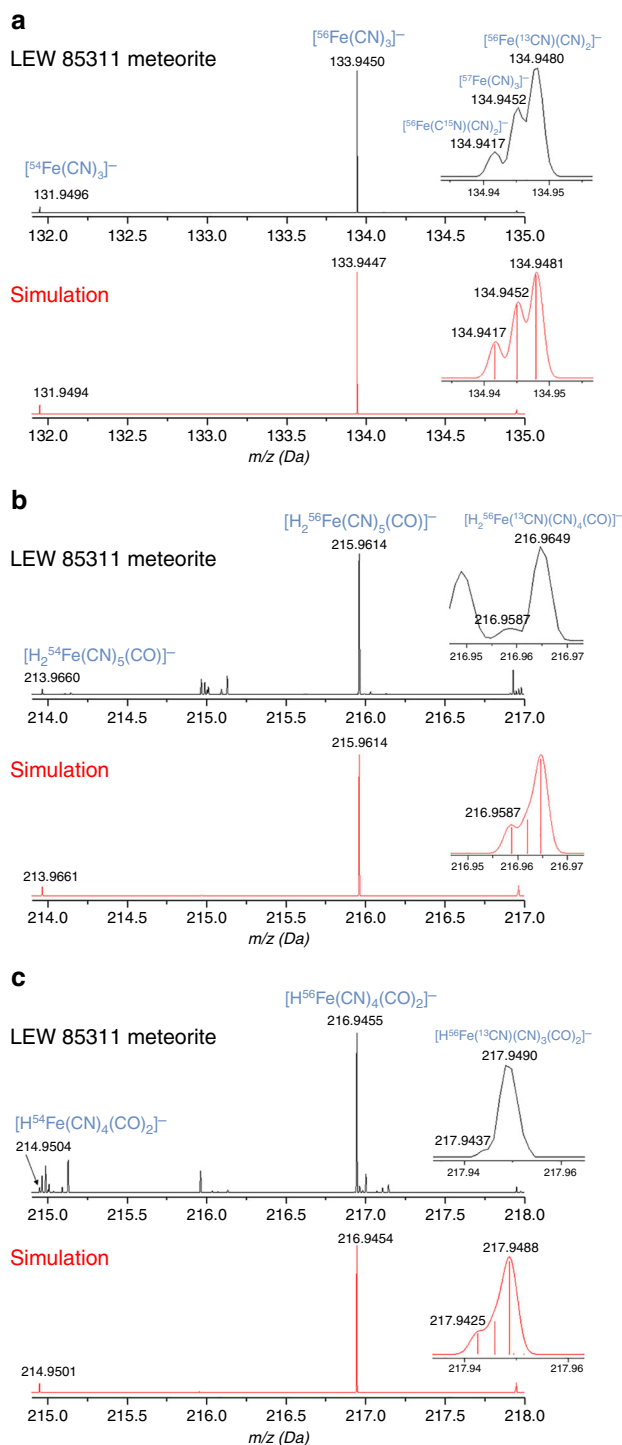 a
LEW 85311 meteorite
[⁵⁶Fe(CN)₃]⁻
133.9450
[⁵⁶Fe(¹³CN)(CN)₂]⁻
134.9480
[⁵⁷Fe(CN)₃]⁻
134.9452
[⁵⁶Fe(C¹⁵N)(CN)₂]⁻
134.9417
[⁵⁴Fe(CN)₃]⁻
131.9496
134.94 134.95
132.0 132.5 133.0 133.5 134.0 134.5 135.0
Simulation
133.9447
134.9481
134.9452
134.9417
131.9494
134.94 134.95
132.0 132.5 133.0 133.5 134.0 134.5 135.0
m/z (Da)
b
LEW 85311 meteorite
[H₂⁵⁶Fe(CN)₅(CO)]⁻
215.9614
[H₂⁵⁶Fe(¹³CN)(CN)₄(CO)]⁻
216.9649
216.9587
[H₂⁵⁴Fe(CN)₅(CO)]⁻
213.9660
216.95 216.96 216.97
214.0 214.5 215.0 215.5 216.0 216.5 217.0
Simulation
215.9614
216.9587
213.9661
216.95 216.96 216.97
214.0 214.5 215.0 215.5 216.0 216.5 217.0
m/z (Da)
c
LEW 85311 meteorite
[H⁵⁶Fe(CN)₄(CO)₂]⁻
216.9455
[H⁵⁶Fe(¹³CN)(CN)₃(CO)₂]⁻
217.9490
217.9437
[H⁵⁴Fe(CN)₄(CO)₂]⁻
214.9504
217.94 217.96
215.0 215.5 216.0 216.5 217.0 217.5 218.0
Simulation
216.9454
217.9488
217.9425
214.9501
217.94 217.96
215.0 215.5 216.0 216.5 217.0 217.5 218.0
m/z (Da)